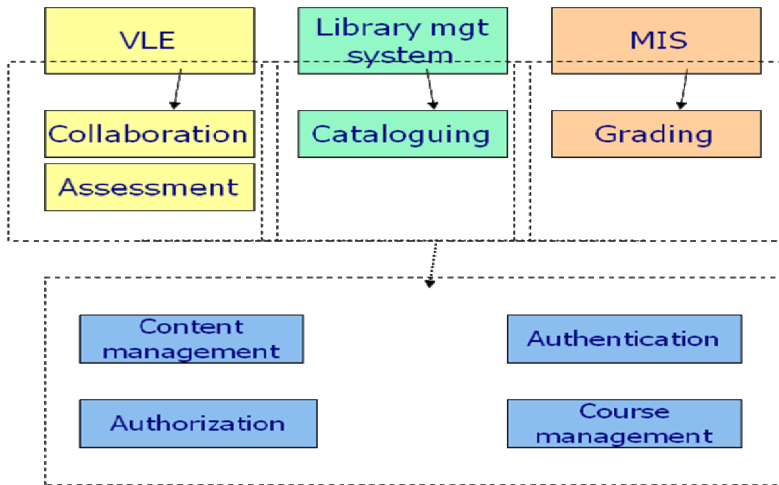 VLE
Library mgt
system
MIS
Collaboration
Cataloguing
Grading
Assessment
Content
management
Authentication
Authorization
Course
management